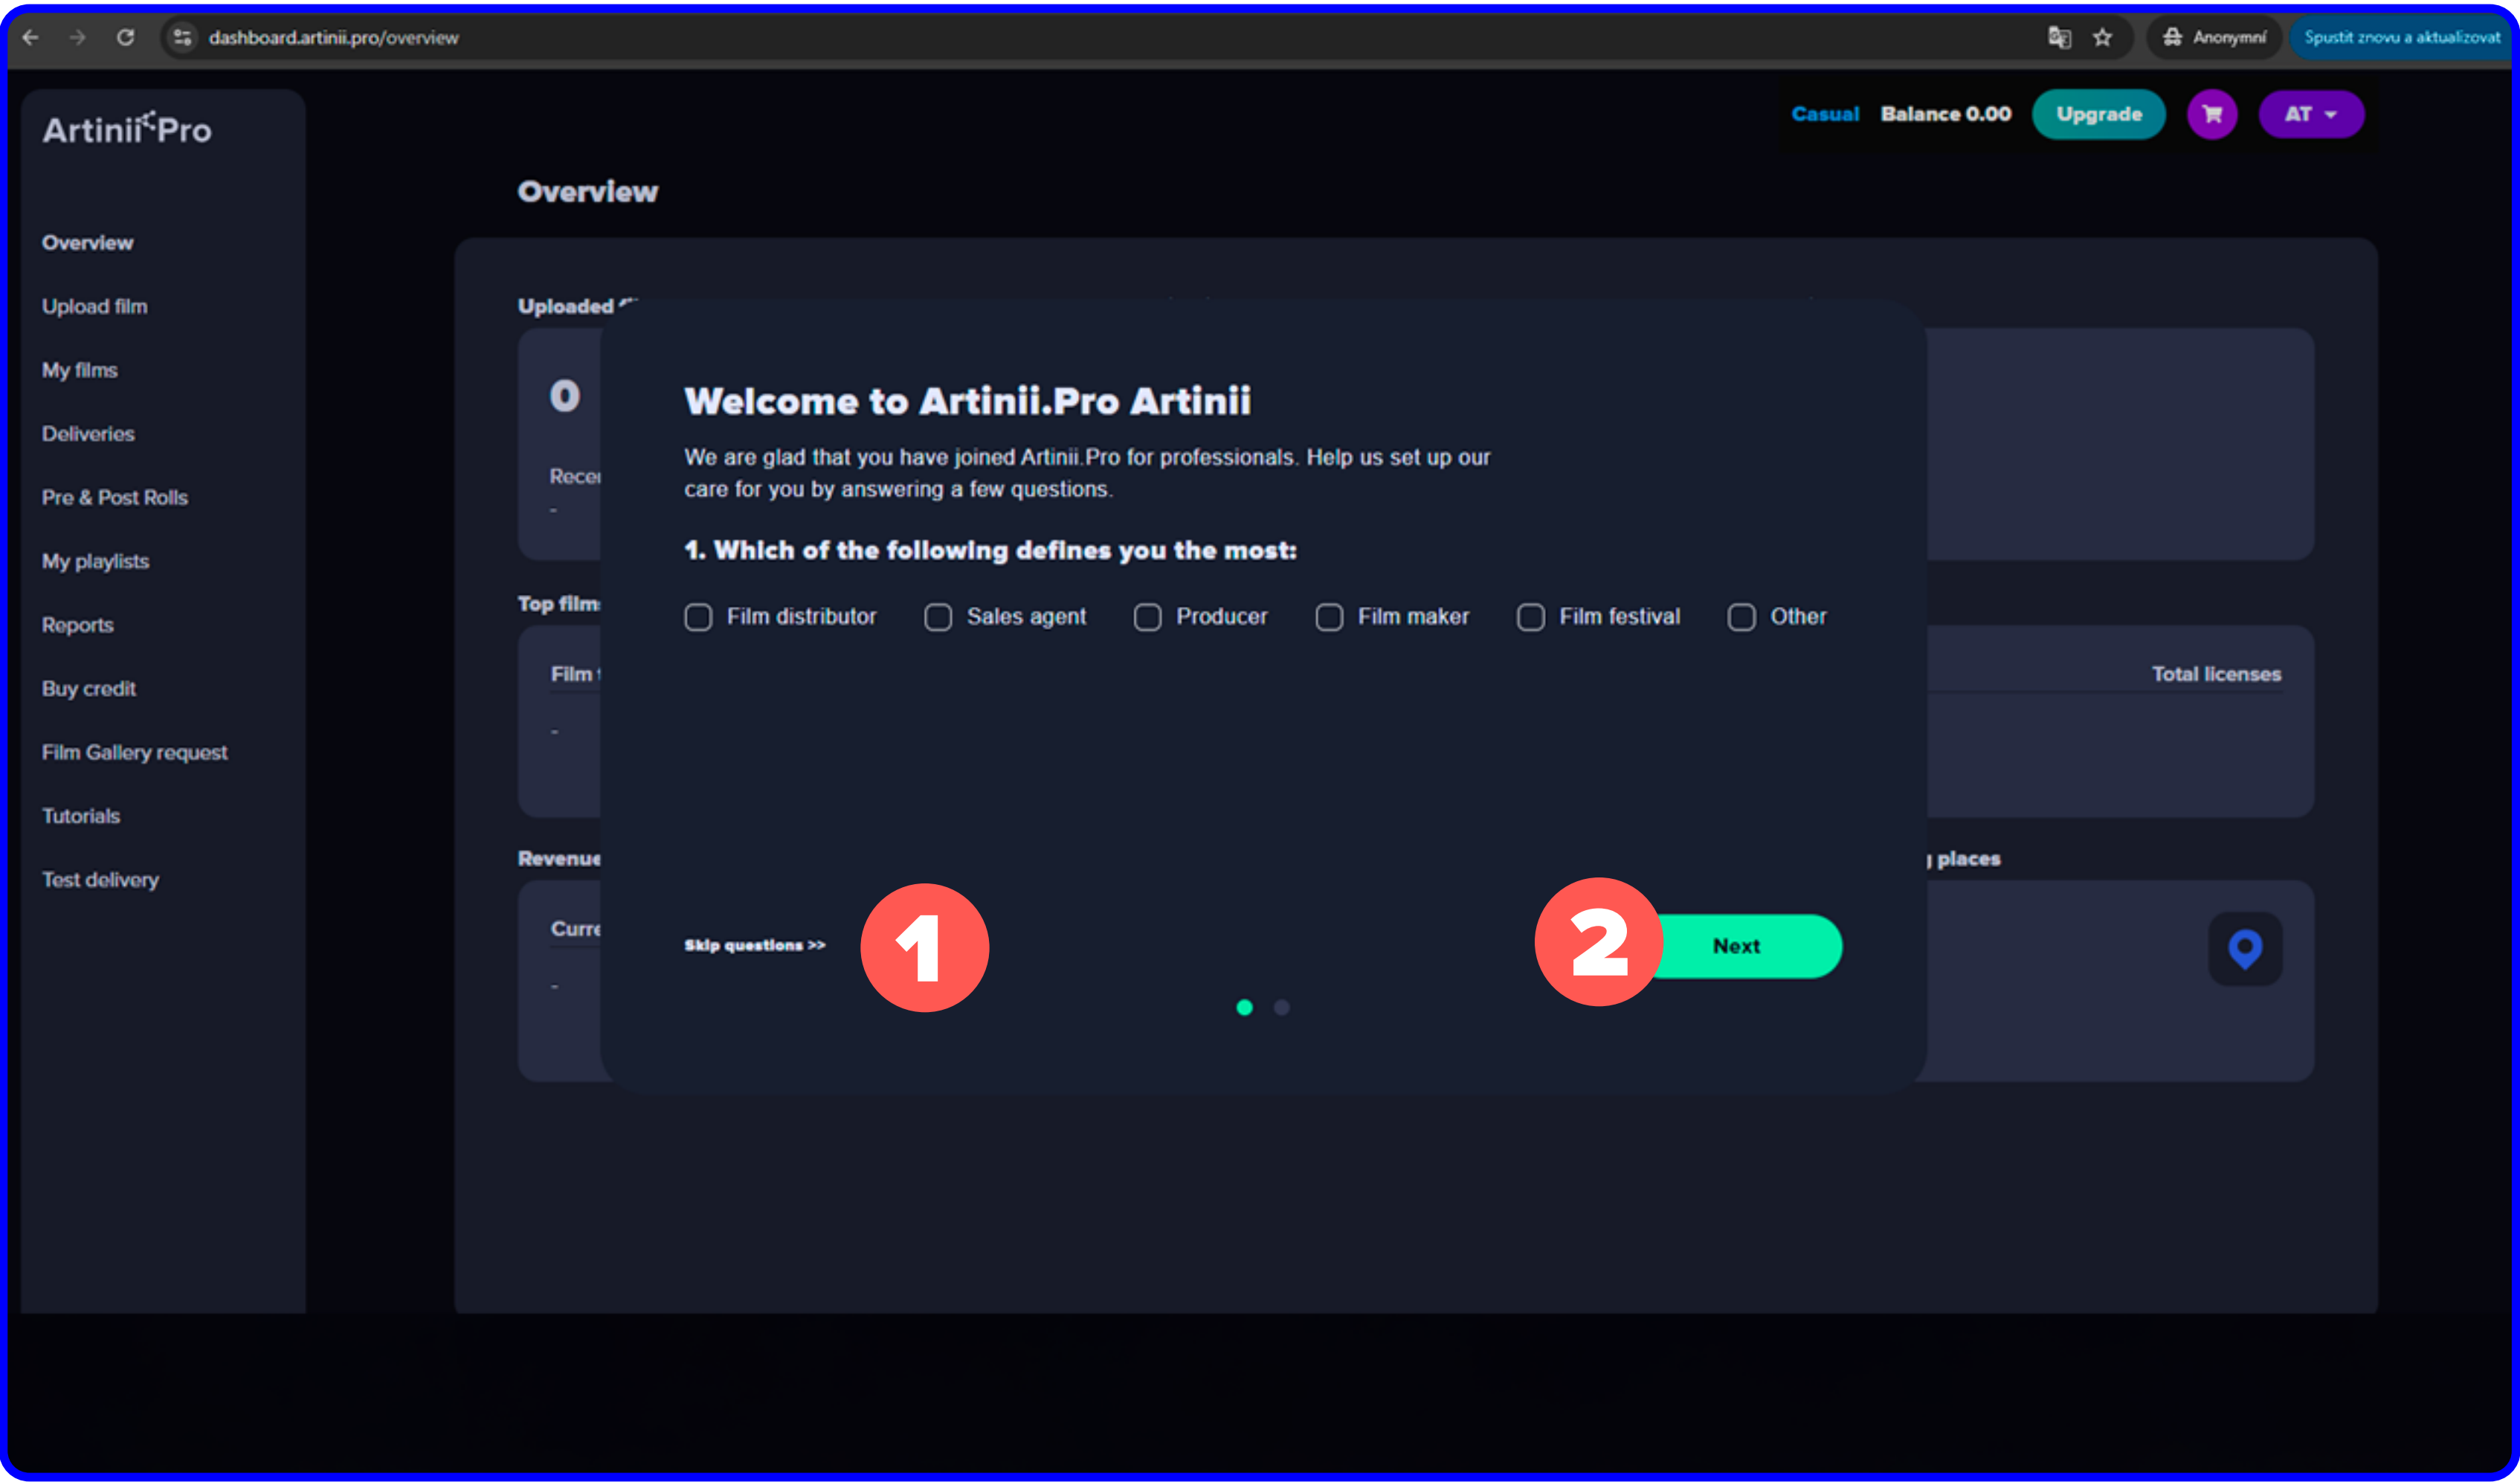 dashboard.artinii.pro/overview
Anonymní
Spustit znovu a aktualizovat
Artinii Pro
Casual
Balance 0.00
Upgrade
AT
Overview
Overview
Upload film
My films
Deliveries
Pre & Post Rolls
My playlists
Reports
Buy credit
Film Gallery request
Tutorials
Test delivery
Uploaded
0
-
Top film
Film
Total licenses
-
Revenue
places
-
Welcome to Artinii.Pro Artinii
We are glad that you have joined Artinii.Pro for professionals. Help us set up our
care for you by answering a few questions.
1. Which of the following defines you the most:
Film distributor
Sales agent
Producer
Film maker
Film festival
Other
Skip questions >>
1
2
Next